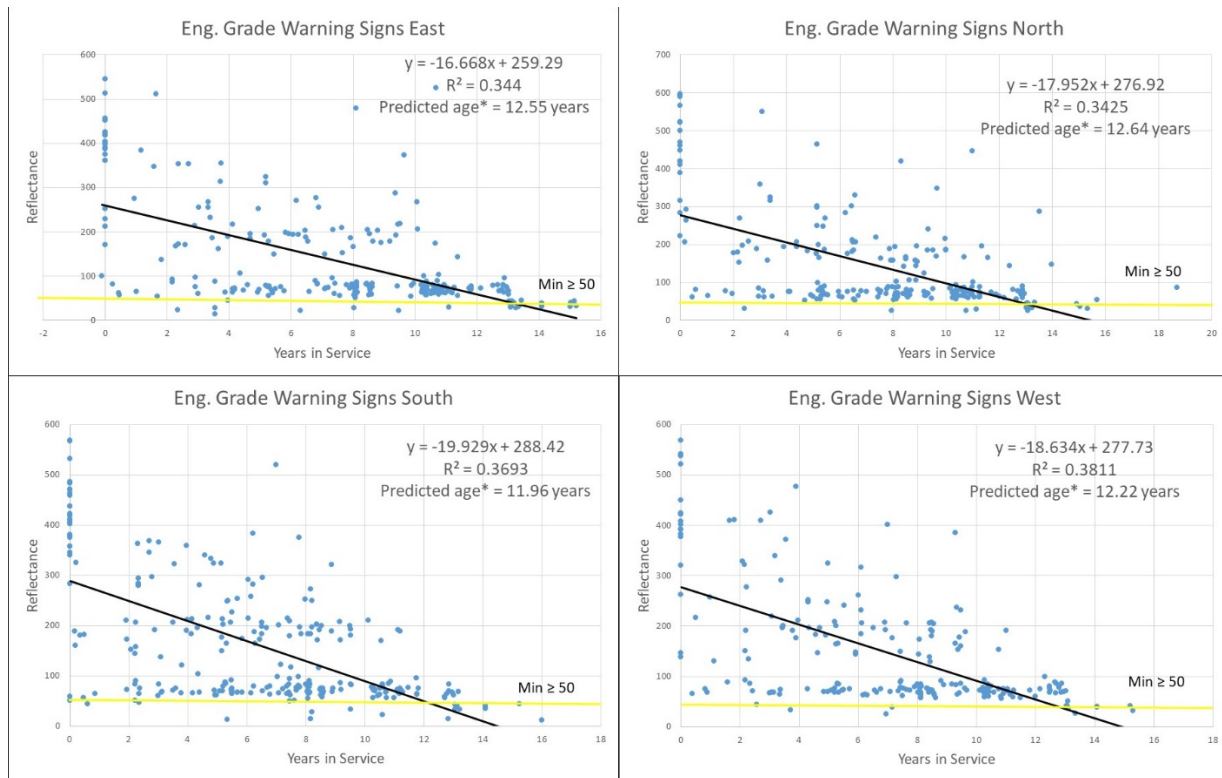 Eng. Grade Warning Signs East
y = -16.668x + 259.29
R² = 0.344
Predicted age* = 12.55 years
Reflectance
600
500
400
300
200
100
0
Min ≥ 50
-2 0 2 4 6 8 10 12 14 16
Years in Service
Eng. Grade Warning Signs North
y = -17.952x + 276.92
R² = 0.3425
Predicted age* = 12.64 years
Reflectance
700
600
500
400
300
200
100
0
Min ≥ 50
0 2 4 6 8 10 12 14 16 18 20
Years in Service
Eng. Grade Warning Signs South
y = -19.929x + 288.42
R² = 0.3693
Predicted age* = 11.96 years
Reflectance
600
500
400
300
200
100
0
Min ≥ 50
0 2 4 6 8 10 12 14 16 18
Years in Service
Eng. Grade Warning Signs West
y = -18.634x + 277.73
R² = 0.3811
Predicted age* = 12.22 years
Reflectance
600
500
400
300
200
100
0
Min ≥ 50
0 2 4 6 8 10 12 14 16 18
Years in Service